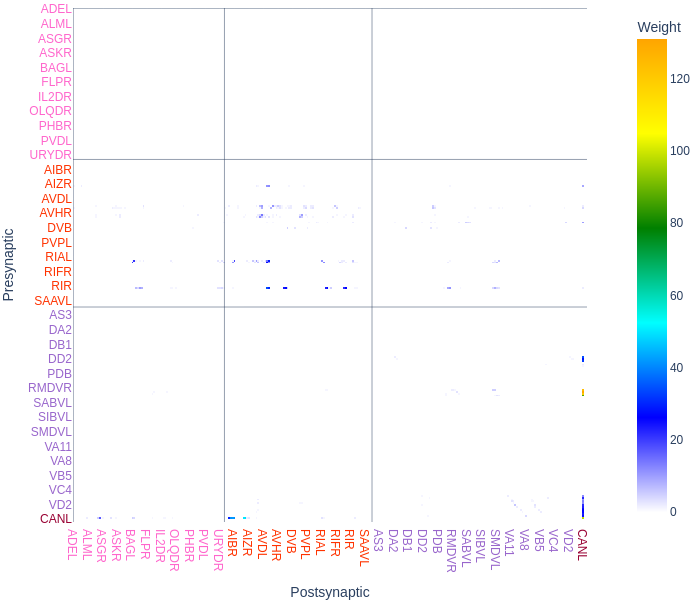 Weight
ADEL
ALML
ASGR
ASKR
BAGL
FLPR
IL2DR
OLQDR
PHBR
PVDL
URYDR
AIBR
AIZR
AVDL
AVHR
DVB
PVPL
RIAL
RIFR
RIR
SAAVL
AS3
DA2
DB1
DD2
PDB
RMDVR
SABVL
SIBVL
SMDVL
VA11
VA8
VB5
VC4
VD2
CANL
Presynaptic
120
100
80
60
40
20
0
ADEL
ALML
ASGR
ASKR
BAGL
FLPR
IL2DR
OLQDR
PHBR
PVDL
URYDR
AIBR
AIZR
AVDL
AVHR
DVB
PVPL
RIAL
RIFR
RIR
SAAVL
AS3
DA2
DB1
DD2
PDB
RMDVR
SABVL
SIBVL
SMDVL
VA11
VA8
VB5
VC4
VD2
CANL
Postsynaptic